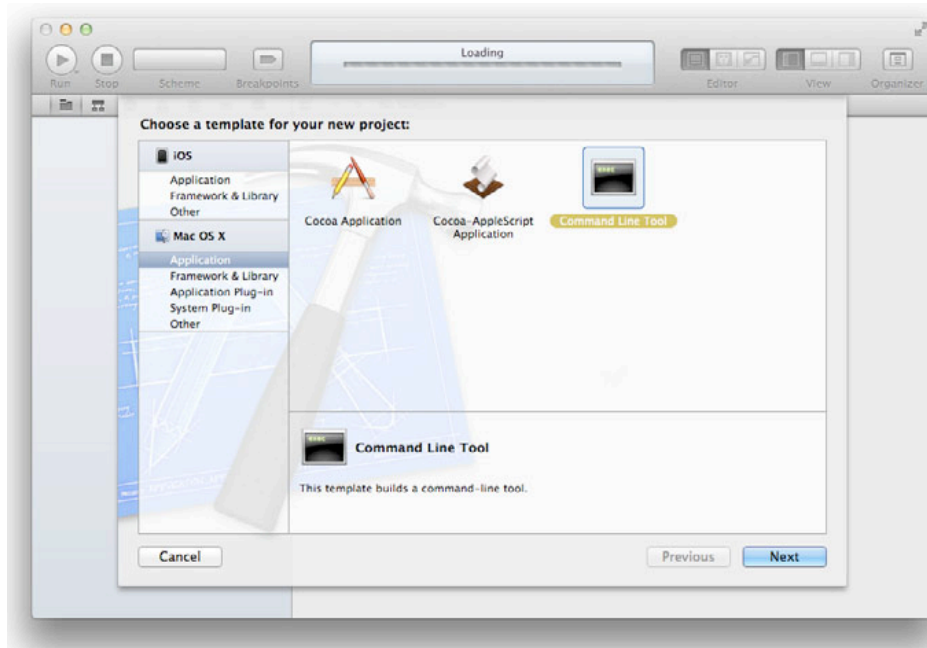 Loading
Run Stop Scheme Breakpoints Editor View Organizer
Choose a template for your new project:
iOS
Application
Framework & Library
Other
Mac OS X
Application
Framework & Library
Application Plug-in
System Plug-in
Other
Cocoa Application
Cocoa-AppleScript
Application
Command Line Tool
Command Line Tool
This template builds a command-line tool.
Cancel Previous Next